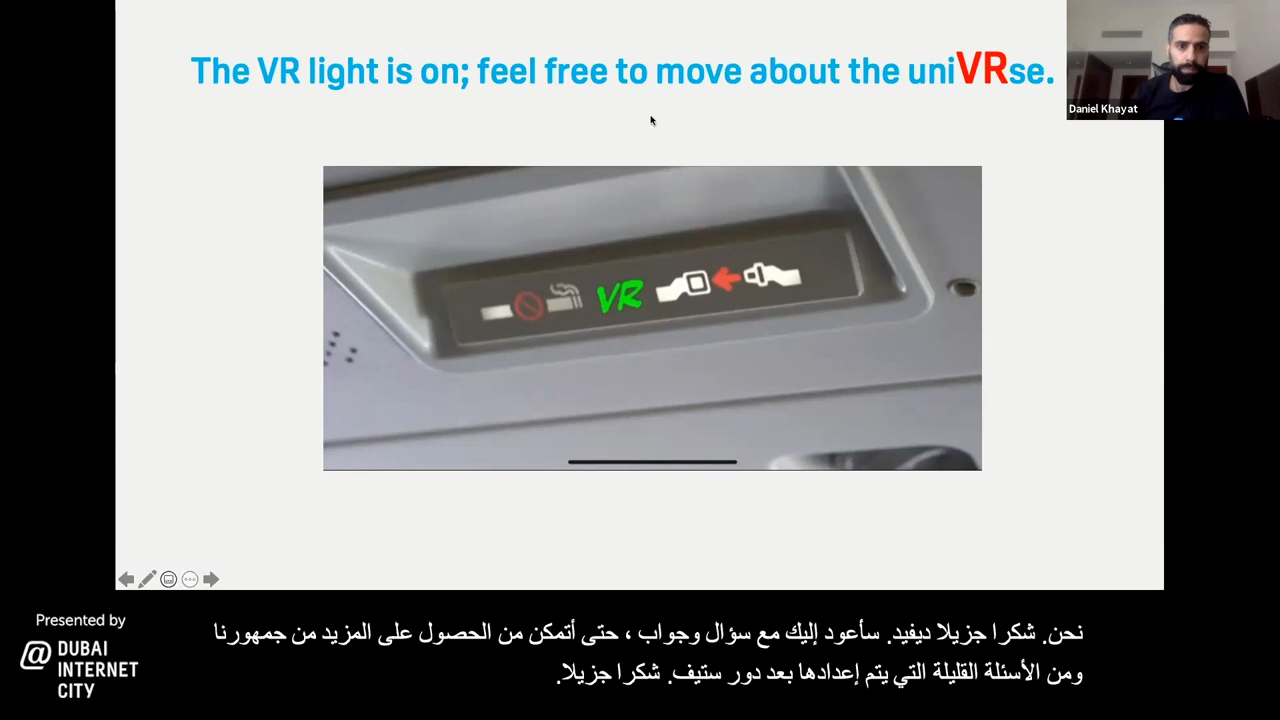 The VR light is on; feel free to move about the uniVRse.
Daniel Khayat
VR
Presented by
@ DUBAI
INTERNET
CITY
نحن. شكرا جزيلا ديفيد. سأعود إليك مع سؤال وجواب ، حتى أتمكن من الحصول على المزيد من جمهورنا
ومن الأسئلة القليلة التي يتم إعدادها بعد دور ستيف. شكرا جزيلا.